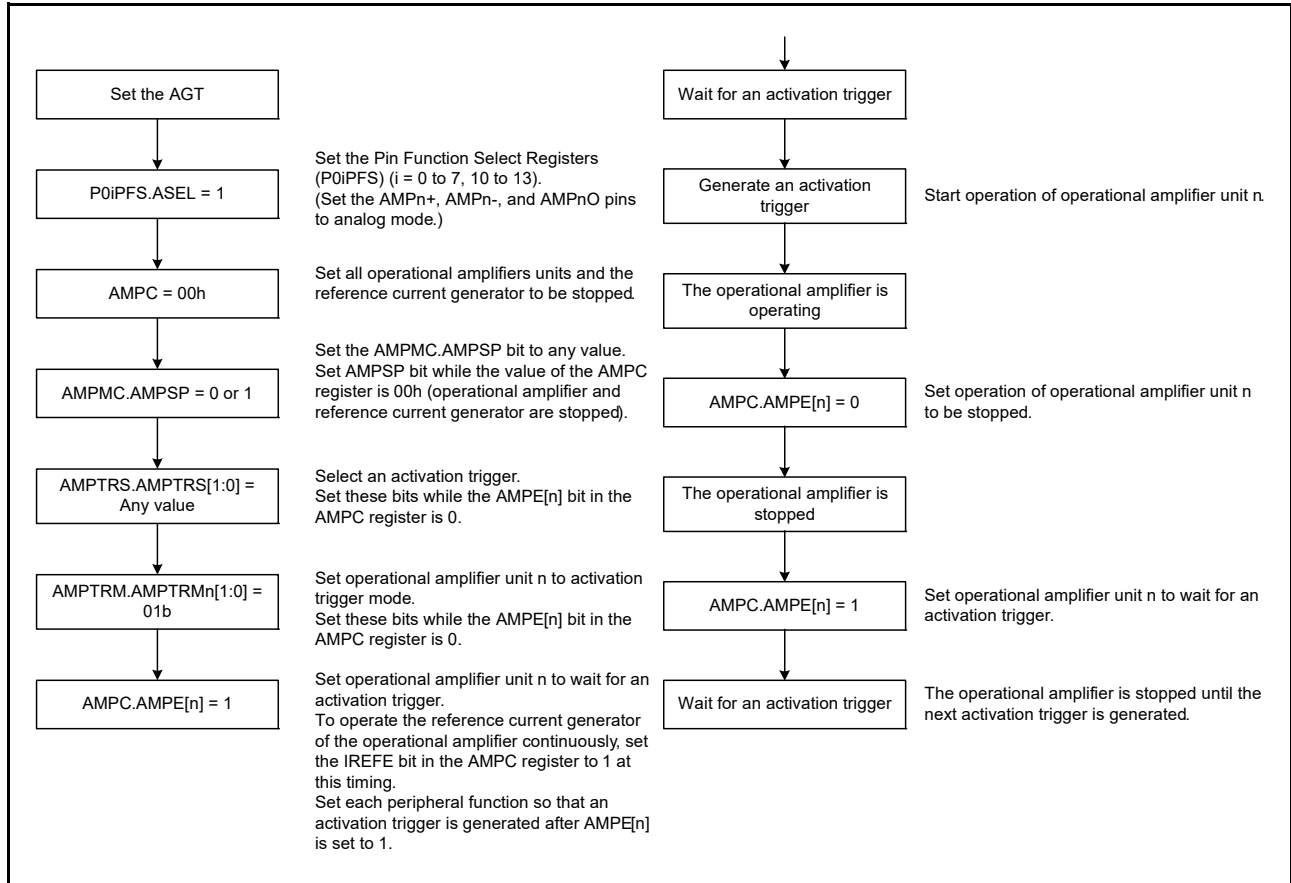 Set the AGT
P0iPFS.ASEL = 1
Set the Pin Function Select Registers
(P0iPFS) (i = 0 to 7, 10 to 13).
(Set the AMPn+, AMPn-, and AMPnO pins
to analog mode.)
AMPC = 00h
Set all operational amplifiers units and the
reference current generator to be stopped.
AMPMC.AMPSP = 0 or 1
Set the AMPMC.AMPSP bit to any value.
Set AMPSP bit while the value of the AMPC
register is 00h (operational amplifier and
reference current generator are stopped).
AMPTRS.AMPTRS[1:0] =
Any value
Select an activation trigger.
Set these bits while the AMPE[n] bit in the
AMPC register is 0.
AMPTRM.AMPTRMn[1:0] =
01b
Set operational amplifier unit n to activation
trigger mode.
Set these bits while the AMPE[n] bit in the
AMPC register is 0.
AMPC.AMPE[n] = 1
Set operational amplifier unit n to wait for an
activation trigger.
To operate the reference current generator
of the operational amplifier continuously, set
the IREFE bit in the AMPC register to 1 at
this timing.
Set each peripheral function so that an
activation trigger is generated after AMPE[n]
is set to 1.
Wait for an activation trigger
Generate an activation
trigger
Start operation of operational amplifier unit n.
The operational amplifier is
operating
AMPC.AMPE[n] = 0
Set operation of operational amplifier unit n
to be stopped.
The operational amplifier is
stopped
AMPC.AMPE[n] = 1
Set operational amplifier unit n to wait for an
activation trigger.
Wait for an activation trigger
The operational amplifier is stopped until the
next activation trigger is generated.